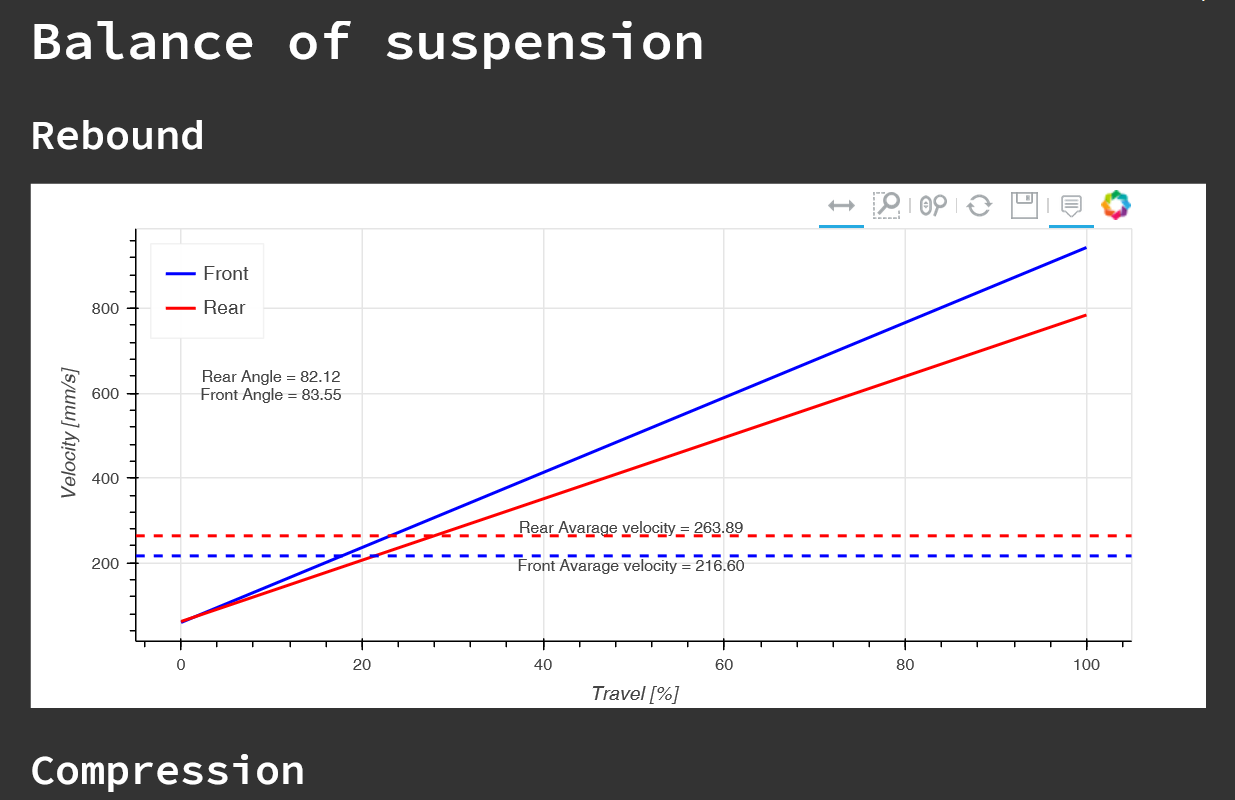 Balance of suspension
Rebound
Front
Rear
800
600
400
200
Velocity [mm/s]
Rear Angle = 82.12
Front Angle = 83.55
Rear Avarage velocity = 263.89
Front Avarage velocity = 216.60
0 20 40 60 80 100
Travel [%]
Compression